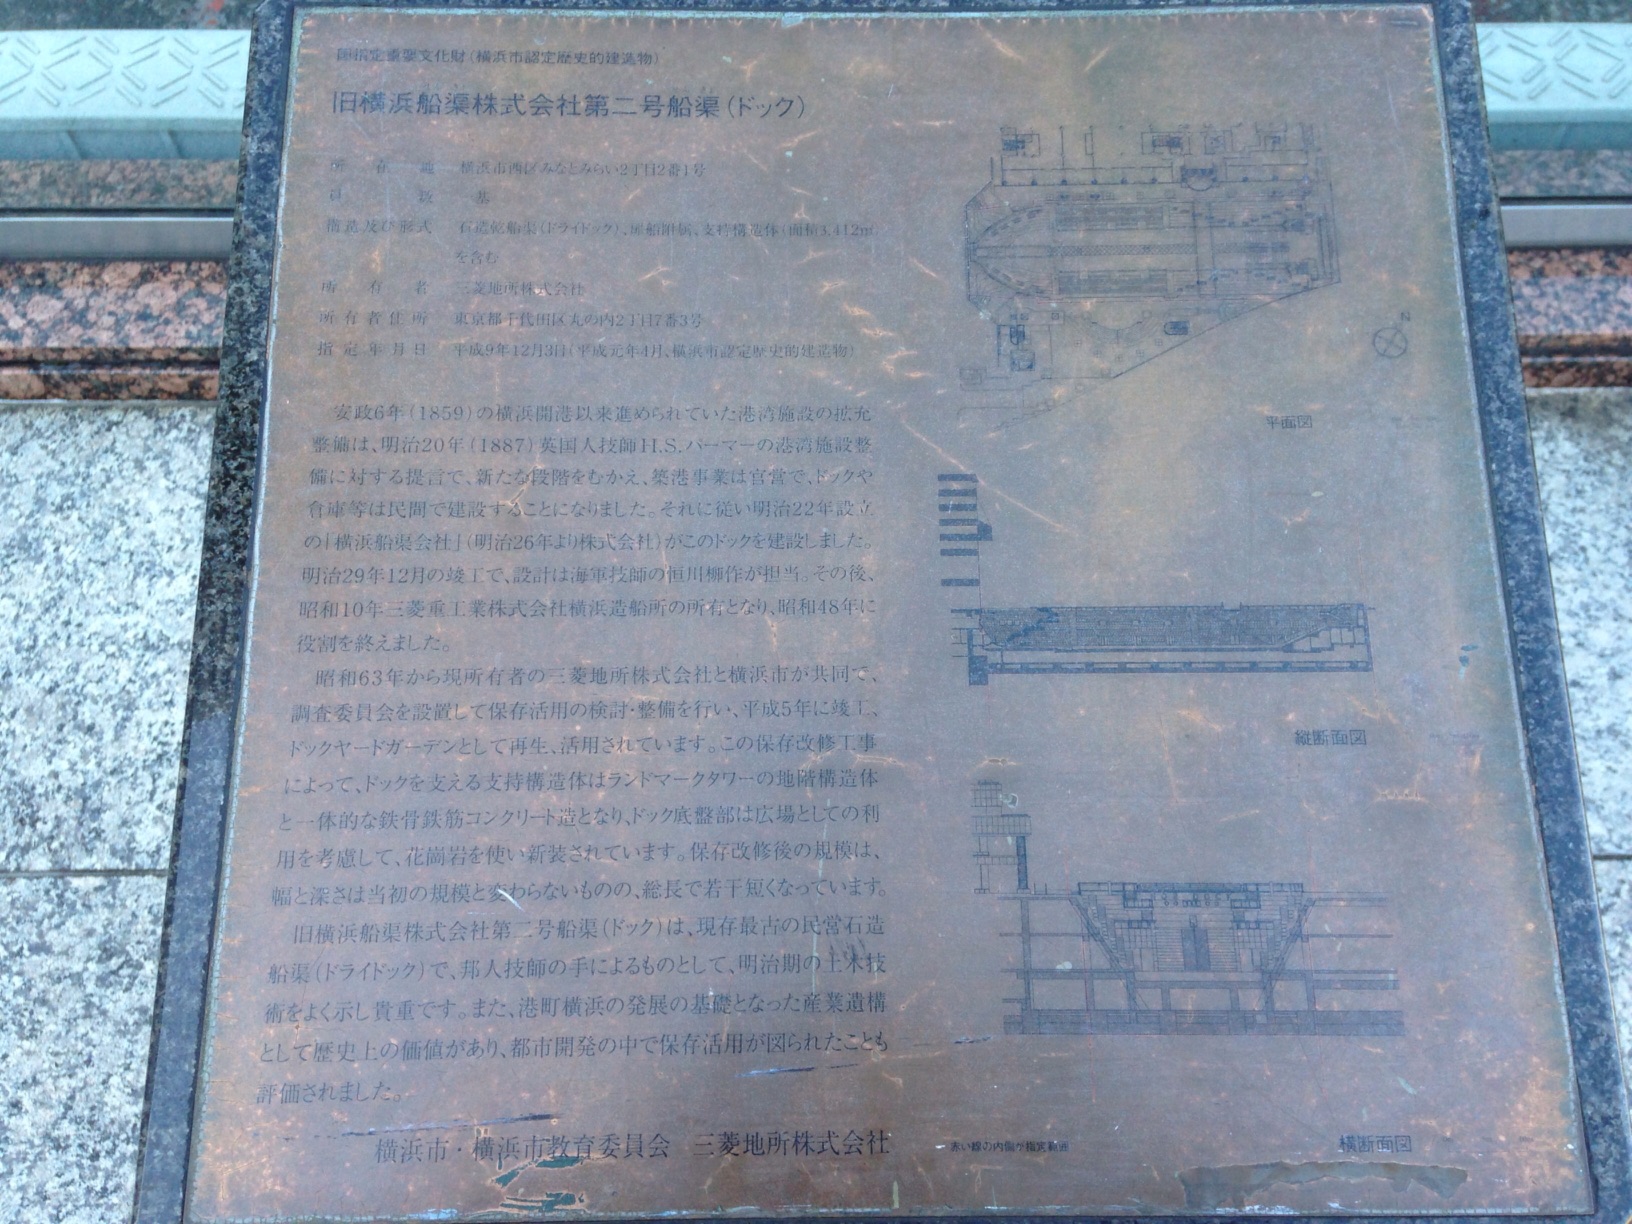 国指定重要文化財(横浜市認定歴史的建造物)
旧横浜船渠株式会社第二号船渠(ドック)
所在地 横浜市西区みなとみらい2丁目2番1号
員数 基
構造及び形式 石造乾船渠(ドライドック)、扉船附属、支持構造体(面積3,412㎡)
を含む
所有者 三菱地所株式会社
所有者住所 東京都千代田区丸の内2丁目7番3号
指定年月日 平成9年12月3日(平成元年4月、横浜市認定歴史的建造物)
安政6年(1859)の横浜開港以来進められていた港湾施設の拡充
整備は、明治20年(1887)英国人技師H.S.パーマーの港湾施設整
備に対する提言で、新たな段階をむかえ、築港事業は官営で、ドックや
倉庫等は民間で建設することになりました。それに従い明治22年設立
の「横浜船渠会社」(明治26年より株式会社)がこのドックを建設しました。
明治29年12月の竣工で、設計は海軍技師の恒川柳作が担当。その後、
昭和10年三菱重工業株式会社横浜造船所の所有となり、昭和48年に
役割を終えました。
昭和63年から現所有者の三菱地所株式会社と横浜市が共同で、
調査委員会を設置して保存活用の検討・整備を行い、平成5年に竣工、
ドックヤードガーデンとして再生、活用されています。この保存改修工事
によって、ドックを支える支持構造体はランドマークタワーの地階構造体
と一体的な鉄骨鉄筋コンクリート造となり、ドック底盤部は広場としての利
用を考慮して、花崗岩を使い新装されています。保存改修後の規模は、
幅と深さは当初の規模と変わらないものの、総長で若干短くなっています。
旧横浜船渠株式会社第二号船渠(ドック)は、現存最古の民営石造
船渠(ドライドック)で、邦人技師の手によるものとして、明治期の土木技
術をよく示し貴重です。また、港町横浜の発展の基礎となった産業遺構
として歴史上の価値があり、都市開発の中で保存活用が図られたことも
評価されました。
横浜市・横浜市教育委員会 三菱地所株式会社
N
平面図
縦断面図
横断面図
赤い線の内側が指定範囲